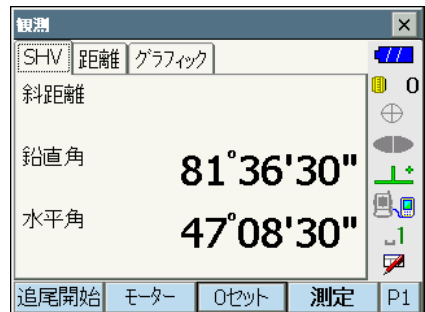 観測
SHV 距離 グラフィック
斜距離
0
鉛直角 81°36'30"
水平角 47°08'30"
1
追尾開始 モーター 0セット 測定 P1